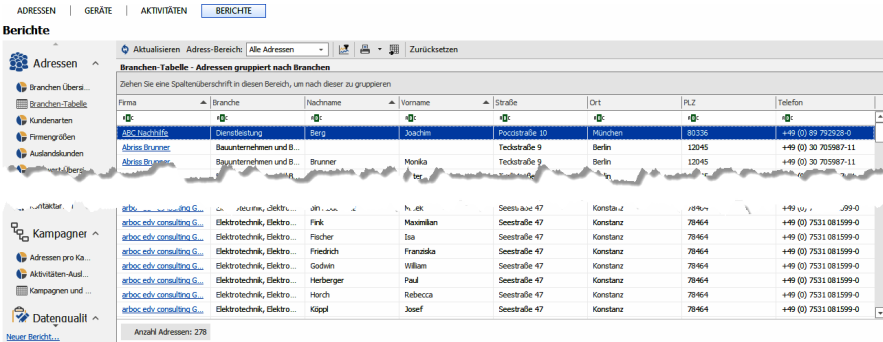 ADRESSEN GERÄTE AKTIVITÄTEN BERICHTE
Berichte
Adressen
Branchen Übersi...
Branchen-Tabelle
Kundenarten
Firmengrößen
Auslandskunden
Kampagner
Adressen pro Ka...
Aktivitäten-Ausl...
Kampagnen und ...
Datenqualit
Neuer Bericht...
Aktualisieren Adress-Bereich: Alle Adressen Zurücksetzen
Branchen-Tabelle - Adressen gruppiert nach Branchen
Ziehen Sie eine Spaltenüberschrift in diesen Bereich, um nach dieser zu gruppieren
Firma Branche Nachname Vorname Straße Ort PLZ Telefon
ABC Nachhilfe Dienstleistung Berg Joachim Poccistraße 10 München 80336 +49 (0) 89 792928-0
Abriss Brunner Bauunternehmen und B... Teckstraße 9 Berlin 12045 +49 (0) 30 705987-11
Abriss Brunner Bauunternehmen und B... Brunner Monika Teckstraße 9 Berlin 12045 +49 (0) 30 705987-11
arboc edv consulting G... Seestraße 47 Konstanz 78464
arboc edv consulting G... Elektrotechnik, Elektro... Fink Maximilian Seestraße 47 Konstanz 78464 +49 (0) 7531 081599-0
arboc edv consulting G... Elektrotechnik, Elektro... Fischer Isa Seestraße 47 Konstanz 78464 +49 (0) 7531 081599-0
arboc edv consulting G... Elektrotechnik, Elektro... Friedrich Franziska Seestraße 47 Konstanz 78464 +49 (0) 7531 081599-0
arboc edv consulting G... Elektrotechnik, Elektro... Godwin William Seestraße 47 Konstanz 78464 +49 (0) 7531 081599-0
arboc edv consulting G... Elektrotechnik, Elektro... Herberger Paul Seestraße 47 Konstanz 78464 +49 (0) 7531 081599-0
arboc edv consulting G... Elektrotechnik, Elektro... Horch Rebecca Seestraße 47 Konstanz 78464 +49 (0) 7531 081599-0
arboc edv consulting G... Elektrotechnik, Elektro... Köppl Josef Seestraße 47 Konstanz 78464 +49 (0) 7531 081599-0
Anzahl Adressen: 278